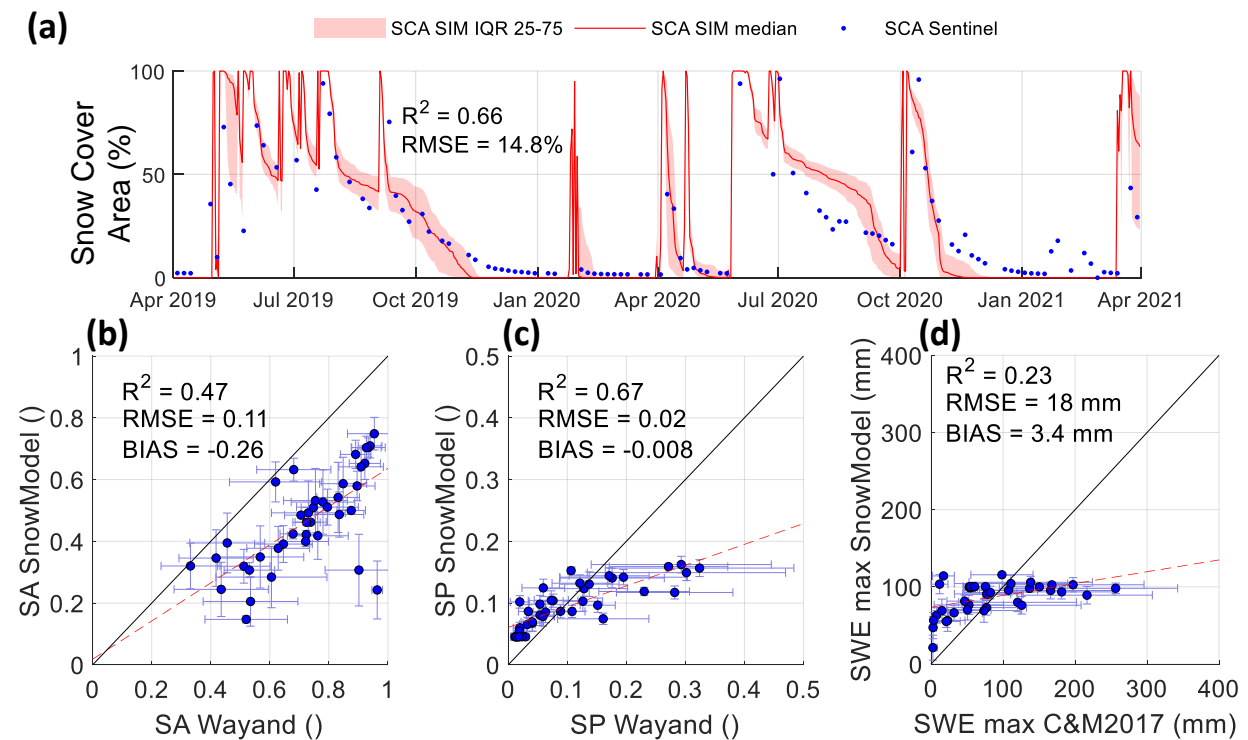 (a)
SCA SIM IQR 25-75 SCA SIM median SCA Sentinel
Snow Cover
Area (%)
100
50
0
R² = 0.66
RMSE = 14.8%
Apr 2019 Jul 2019 Oct 2019 Jan 2020 Apr 2020 Jul 2020 Oct 2020 Jan 2021 Apr 2021
(b)
SA SnowModel ()
1
0.8
0.6
0.4
0.2
0
R² = 0.47
RMSE = 0.11
BIAS = -0.26
0 0.2 0.4 0.6 0.8 1
SA Wayand ()
(c)
SP SnowModel ()
0.5
0.4
0.3
0.2
0.1
0
R² = 0.67
RMSE = 0.02
BIAS = -0.008
0 0.1 0.2 0.3 0.4 0.5
SP Wayand ()
(d)
SWE max SnowModel (mm)
400
300
200
100
0
R² = 0.23
RMSE = 18 mm
BIAS = 3.4 mm
0 100 200 300 400
SWE max C&M2017 (mm)